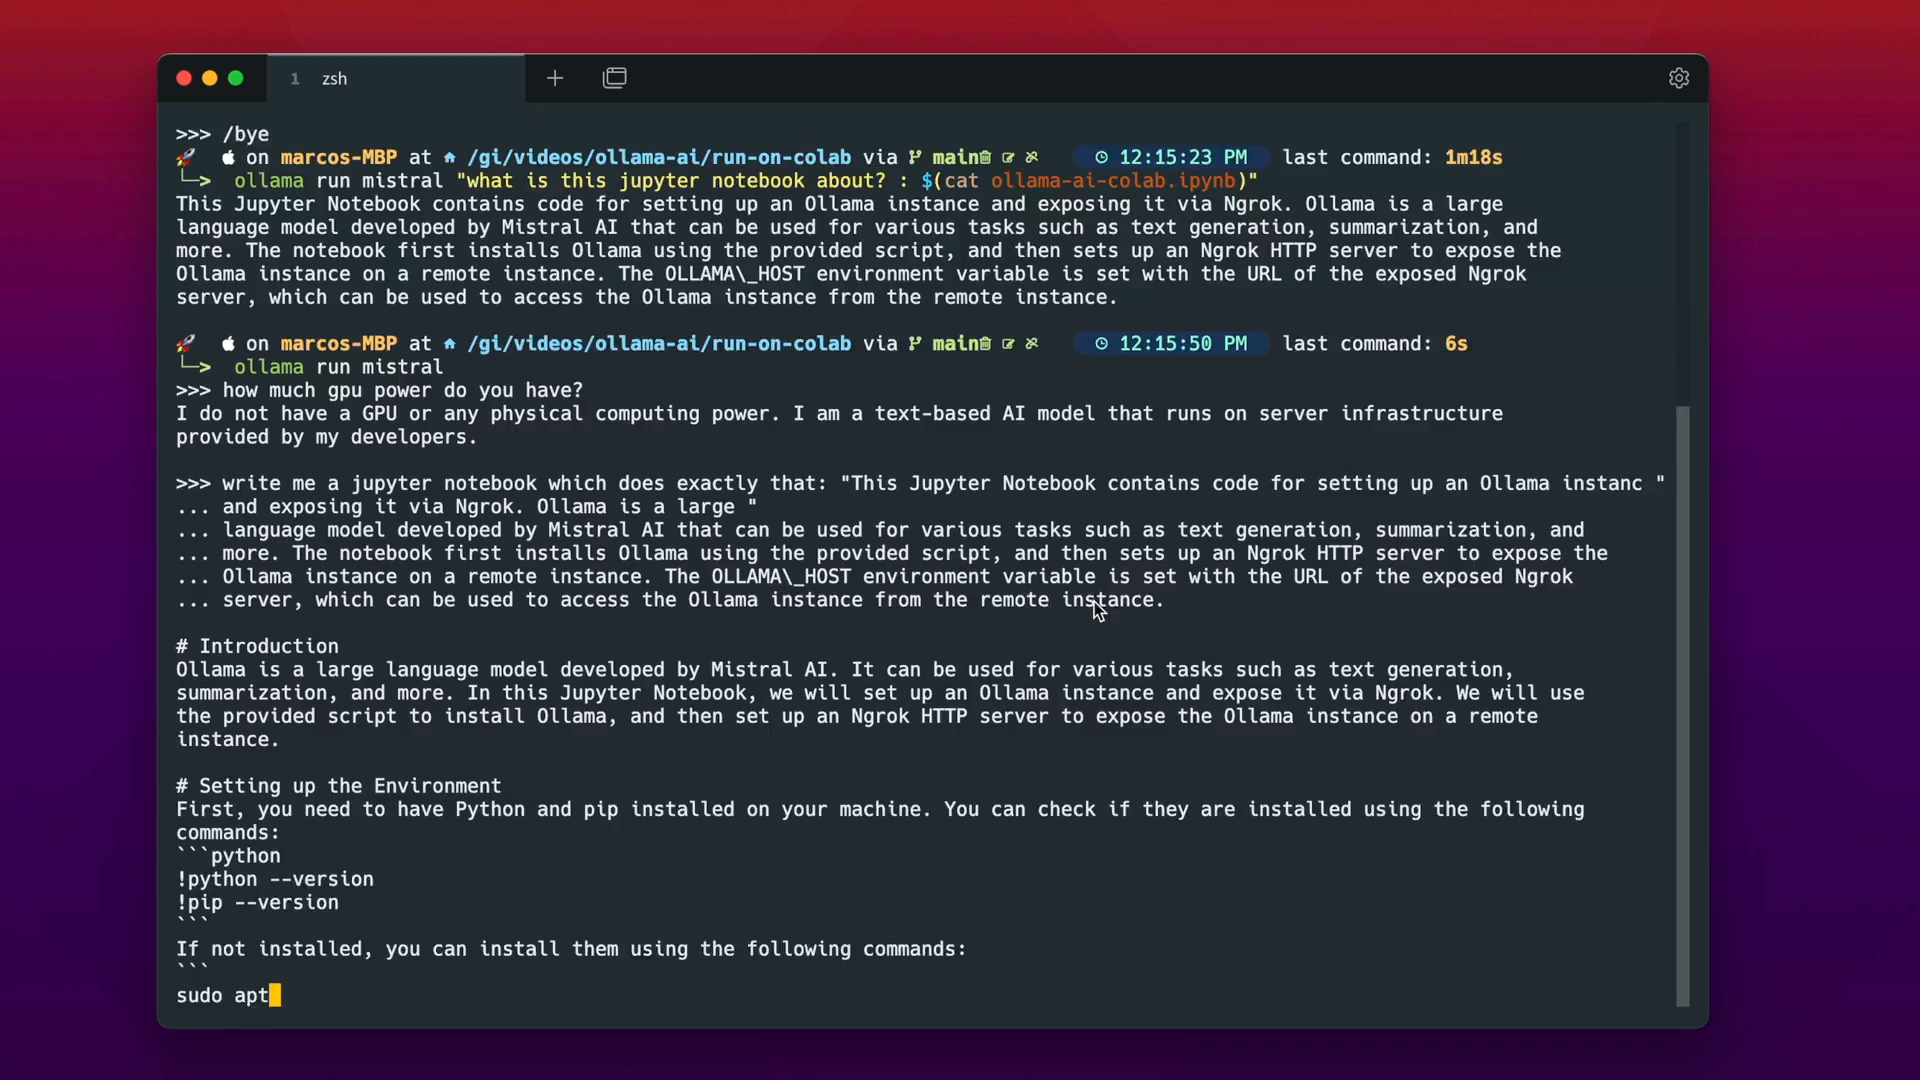 1 zsh
>>> /bye
on marcos-MBP at /gi/videos/ollama-ai/run-on-colab via main 12:15:23 PM last command: 1m18s
└─> ollama run mistral "what is this jupyter notebook about? : $(cat ollama-ai-colab.ipynb)"
This Jupyter Notebook contains code for setting up an Ollama instance and exposing it via Ngrok. Ollama is a large
language model developed by Mistral AI that can be used for various tasks such as text generation, summarization, and
more. The notebook first installs Ollama using the provided script, and then sets up an Ngrok HTTP server to expose the
Ollama instance on a remote instance. The OLLAMA\_HOST environment variable is set with the URL of the exposed Ngrok
server, which can be used to access the Ollama instance from the remote instance.
on marcos-MBP at /gi/videos/ollama-ai/run-on-colab via main 12:15:50 PM last command: 6s
└─> ollama run mistral
>>> how much gpu power do you have?
I do not have a GPU or any physical computing power. I am a text-based AI model that runs on server infrastructure
provided by my developers.
>>> write me a jupyter notebook which does exactly that: "This Jupyter Notebook contains code for setting up an Ollama instanc "
... and exposing it via Ngrok. Ollama is a large "
... language model developed by Mistral AI that can be used for various tasks such as text generation, summarization, and
... more. The notebook first installs Ollama using the provided script, and then sets up an Ngrok HTTP server to expose the
... Ollama instance on a remote instance. The OLLAMA\_HOST environment variable is set with the URL of the exposed Ngrok
... server, which can be used to access the Ollama instance from the remote instance.
# Introduction
Ollama is a large language model developed by Mistral AI. It can be used for various tasks such as text generation,
summarization, and more. In this Jupyter Notebook, we will set up an Ollama instance and expose it via Ngrok. We will use
the provided script to install Ollama, and then set up an Ngrok HTTP server to expose the Ollama instance on a remote
instance.
# Setting up the Environment
First, you need to have Python and pip installed on your machine. You can check if they are installed using the following
commands:
```python
!python --version
!pip --version
```
If not installed, you can install them using the following commands:
```
sudo apt